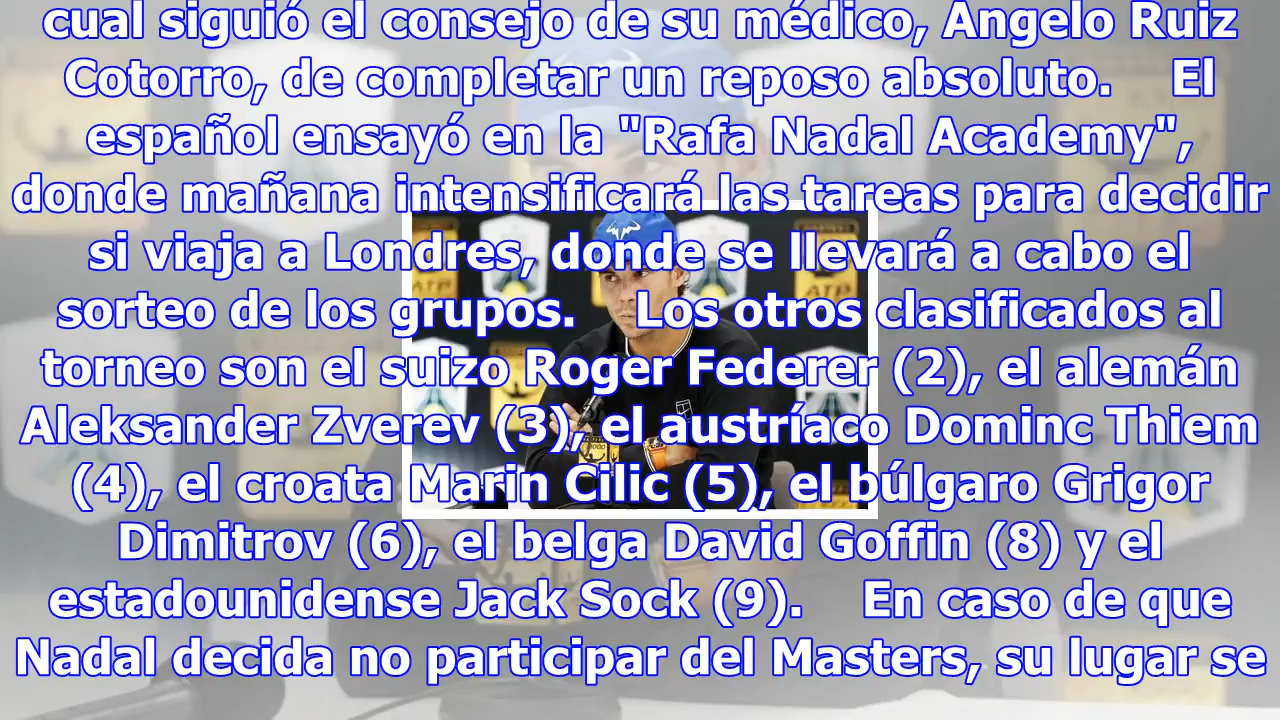 cual siguió el consejo de su médico, Angelo Ruiz
Cotorro, de completar un reposo absoluto. El
español ensayó en la "Rafa Nadal Academy",
donde mañana intensificará las tareas para decidir
si viaja a Londres, donde se llevará a cabo el
sorteo de los grupos. Los otros clasificados al
torneo son el suizo Roger Federer (2), el alemán
Aleksander Zverev (3), el austríaco Dominc Thiem
(4), el croata Marin Cilic (5), el búlgaro Grigor
Dimitrov (6), el belga David Goffin (8) y el
estadounidense Jack Sock (9). En caso de que
Nadal decida no participar del Masters, su lugar se
ATP
1000